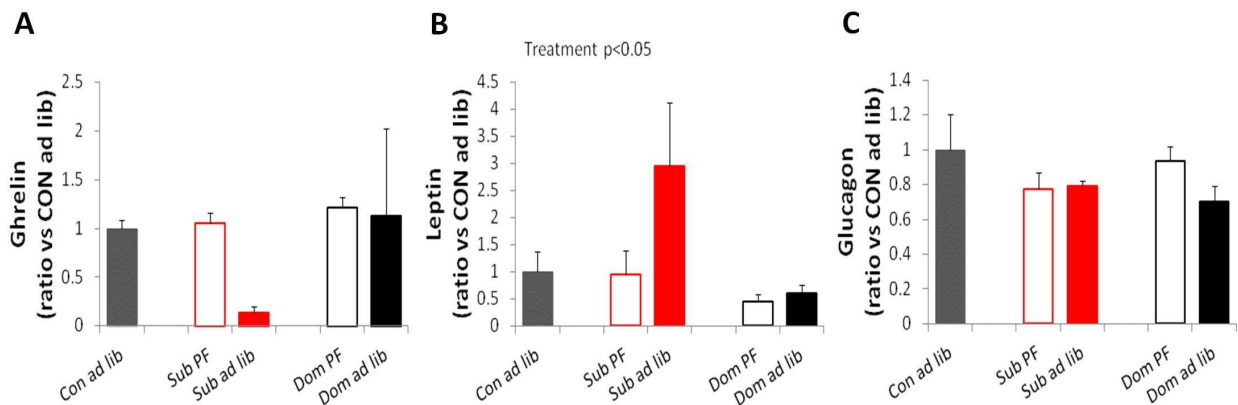 A
Ghrelin
(ratio vs CON ad lib)
2.5
2
1.5
1
0.5
0
Con ad lib
Sub PF
Sub ad lib
Dom PF
Dom ad lib
B
Treatment p<0.05
Leptin
(ratio vs CON ad lib)
4.5
4
3.5
3
2.5
2
1.5
1
0.5
0
Con ad lib
Sub PF
Sub ad lib
Dom PF
Dom ad lib
C
Glucagon
(ratio vs CON ad lib)
1.4
1.2
1
0.8
0.6
0.4
0.2
0
Con ad lib
Sub PF
Sub ad lib
Dom PF
Dom ad lib